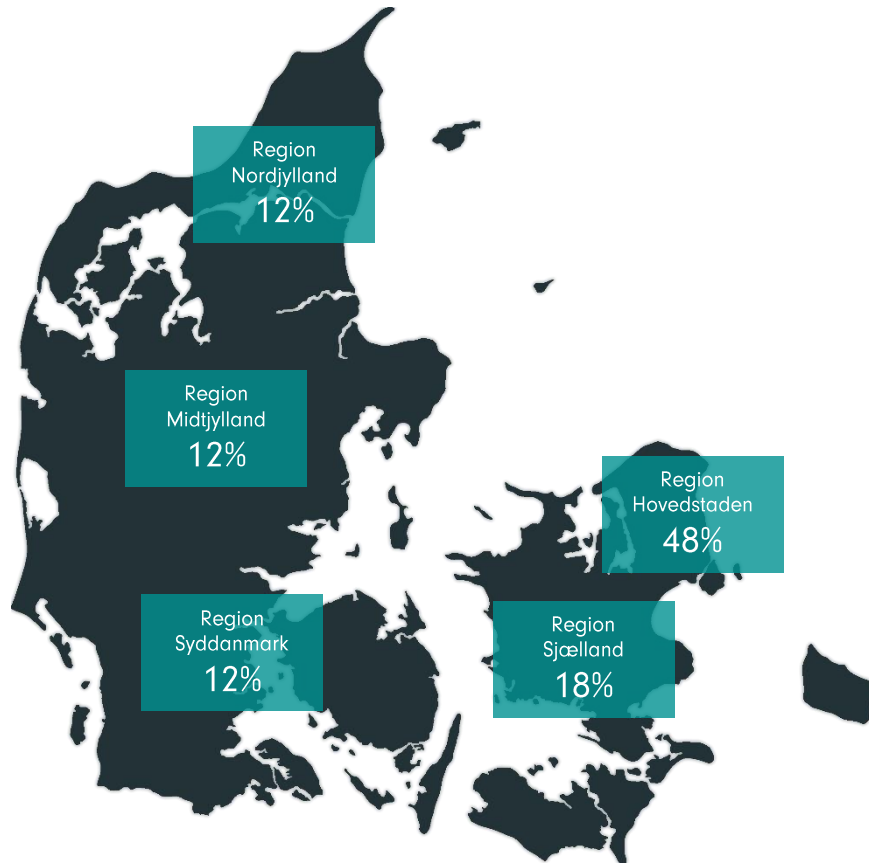 Region
Nordjylland
12%
Region
Midtjylland
12%
Region
Hovedstaden
48%
Region
Syddanmark
12%
Region
Sjælland
18%